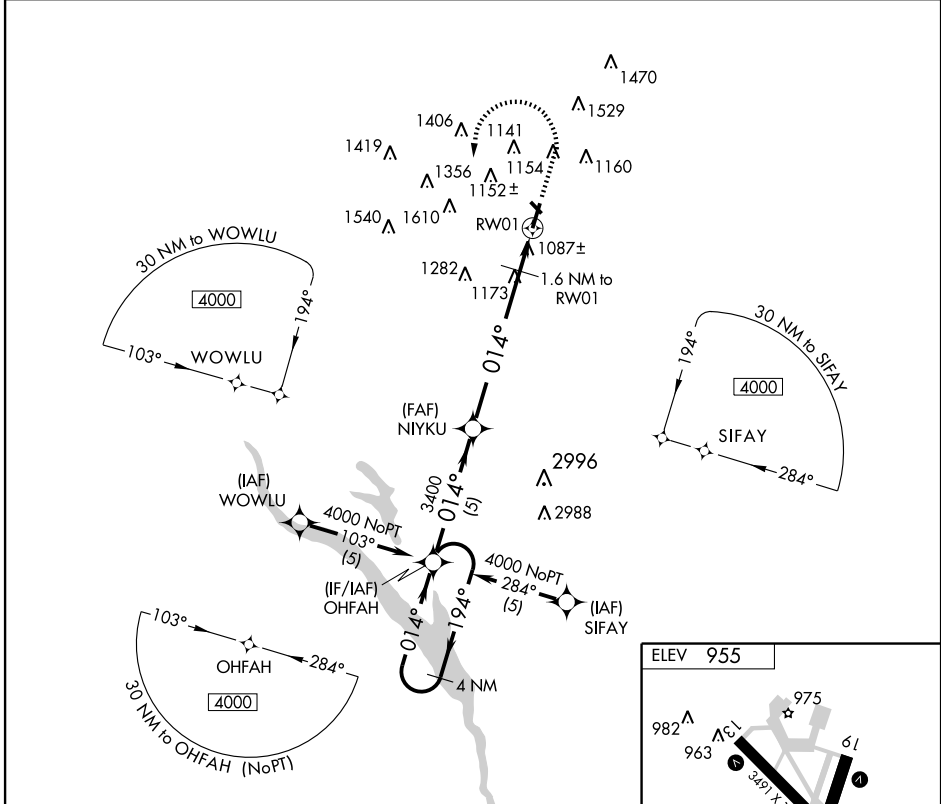 1470
1529
1406
1141
1419
1154
1160
1356
1152±
1540
1610
RW01
1087±
30 NM to WOWLU
1282
1173
1.6 NM to
RW01
4000
194°
103°
WOWLU
014°
30 NM to SIFAY
194°
4000
SIFAY
284°
(FAF)
NIYKU
2996
3400
014°
(5)
2988
(IAF)
WOWLU
4000 NoPT
103°
(5)
4000 NoPT
284°
(5)
(IF/IAF)
OHFAH
(IAF)
SIFAY
014°
194°
4 NM
103°
OHFAH
284°
4000
30 NM to OHFAH (NoPT)
ELEV 955
975
982
963
13
19
V
V
3491 X